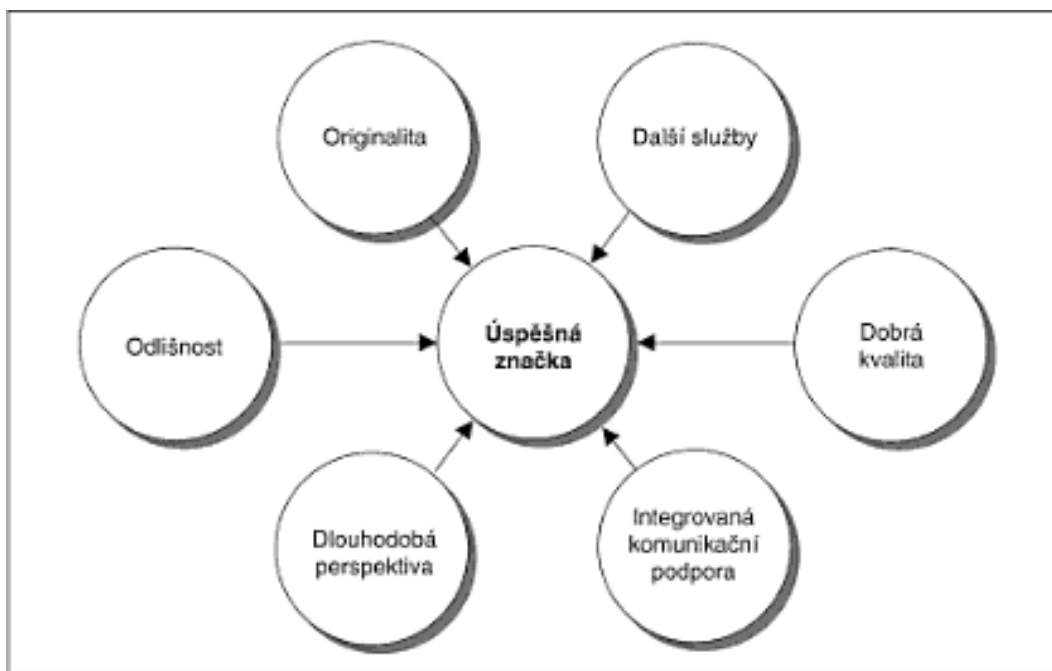 Originalita
Další služby
Odlišnost
Úspěšná
značka
Dobrá
kvalita
Dlouhodobá
perspektiva
Integrovaná
komunikační
podpora